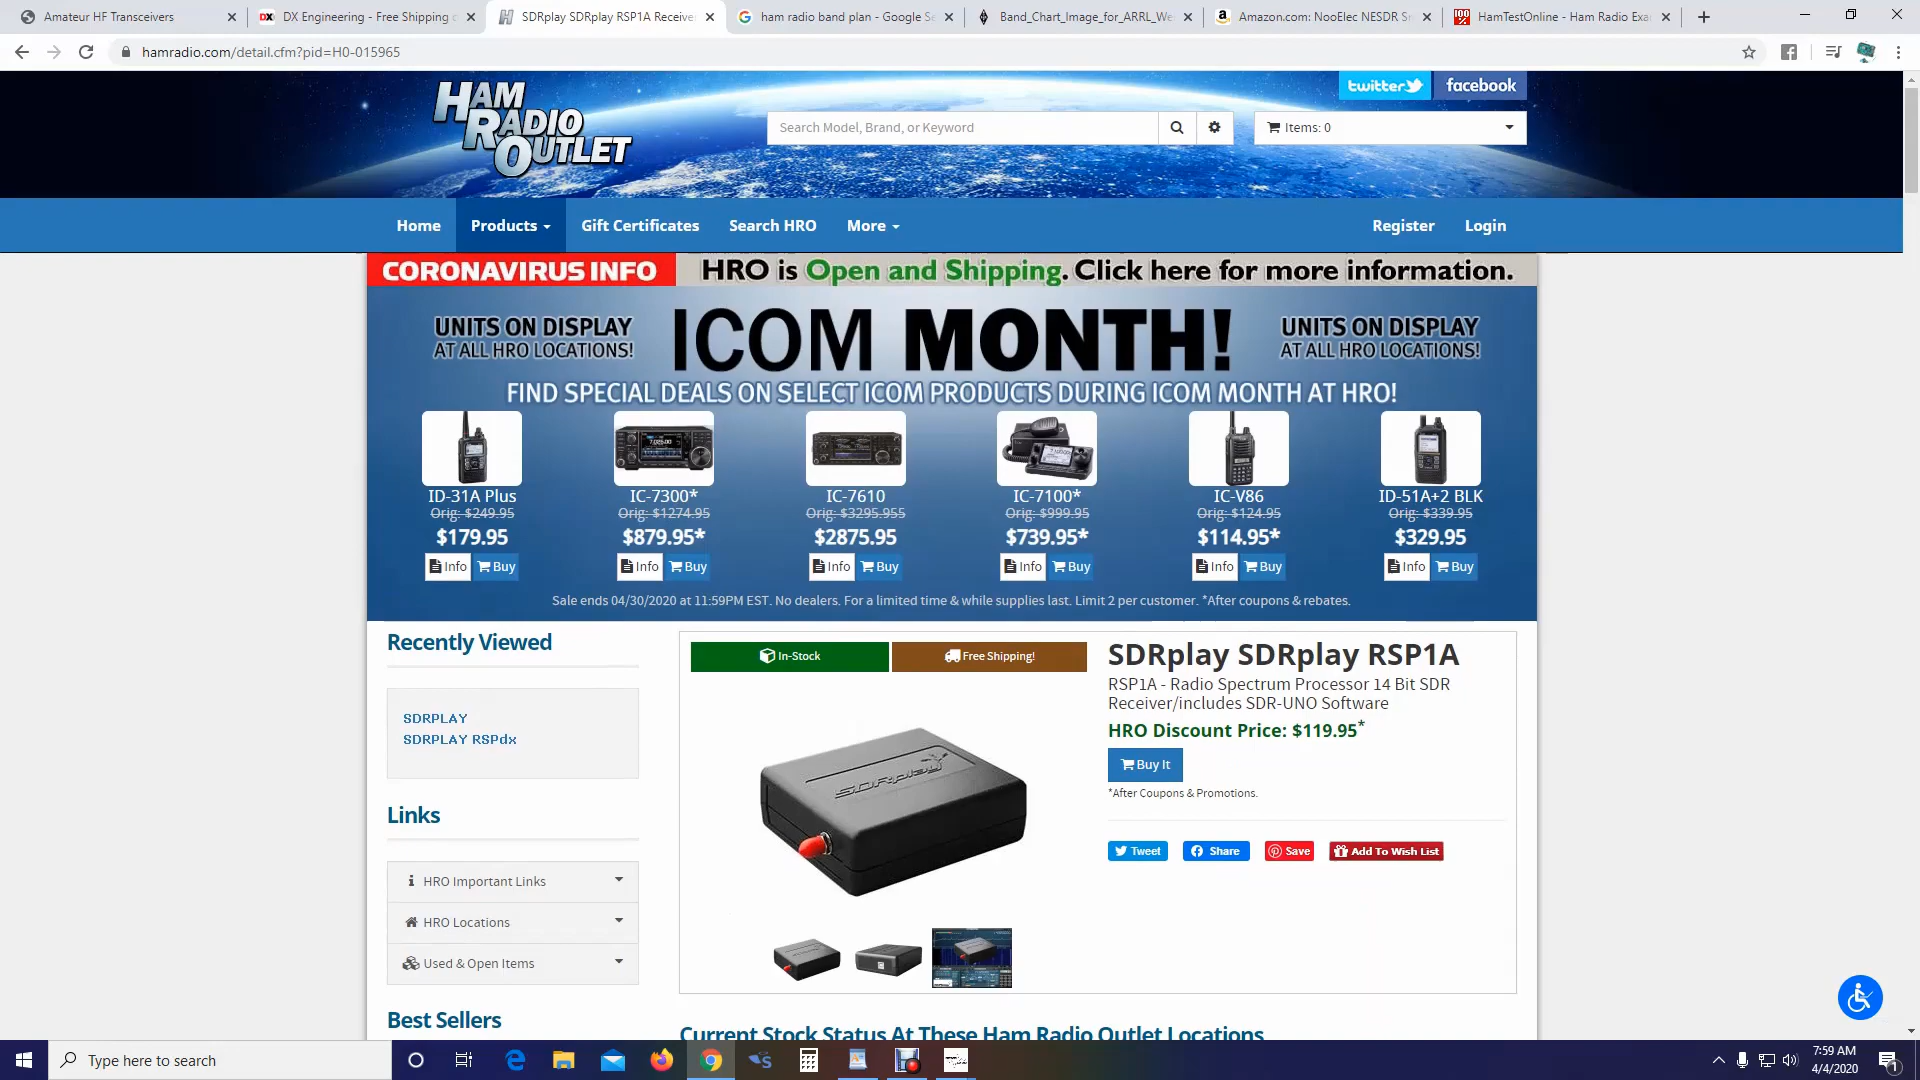 Amateur HF Transceivers
DX Engineering - Free Shipping o
SDRplay SDRplay RSP1A Receive
ham radio band plan - Google Se
Band_Chart_Image_for_ARRL_We
Amazon.com: NooElec NESDR Sm
HamTestOnline - Ham Radio Exa
hamradio.com/detail.cfm?pid=H0-015965
HAM RADIO OUTLET
twitter
facebook
Search Model, Brand, or Keyword
Items: 0
Home
Products
Gift Certificates
Search HRO
More
Register
Login
CORONAVIRUS INFO
HRO is Open and Shipping. Click here for more information.
UNITS ON DISPLAY
AT ALL HRO LOCATIONS!
ICOM MONTH!
UNITS ON DISPLAY
AT ALL HRO LOCATIONS!
FIND SPECIAL DEALS ON SELECT ICOM PRODUCTS DURING ICOM MONTH AT HRO!
ID-31A Plus
Orig: $249.95
$179.95
Info Buy
IC-7300*
Orig: $1274.95
$879.95*
Info Buy
IC-7610
Orig: $3295.955
$2875.95
Info Buy
IC-7100*
Orig: $999.95
$739.95*
Info Buy
IC-V86
Orig: $124.95
$114.95*
Info Buy
ID-51A+2 BLK
Orig: $339.95
$329.95
Info Buy
Sale ends 04/30/2020 at 11:59PM EST. No dealers. For a limited time & while supplies last. Limit 2 per customer. *After coupons & rebates.
Recently Viewed
SDRPLAY
SDRPLAY RSPdx
Links
HRO Important Links
HRO Locations
Used & Open Items
Best Sellers
In-Stock
Free Shipping!
SDRplay
SDRplay SDRplay RSP1A
RSP1A - Radio Spectrum Processor 14 Bit SDR
Receiver/includes SDR-UNO Software
HRO Discount Price: $119.95*
Buy It
*After Coupons & Promotions.
Tweet
Share
Save
Add To Wish List
Current Stock Status At These Ham Radio Outlet Locations
Type here to search
7:59 AM
4/4/2020